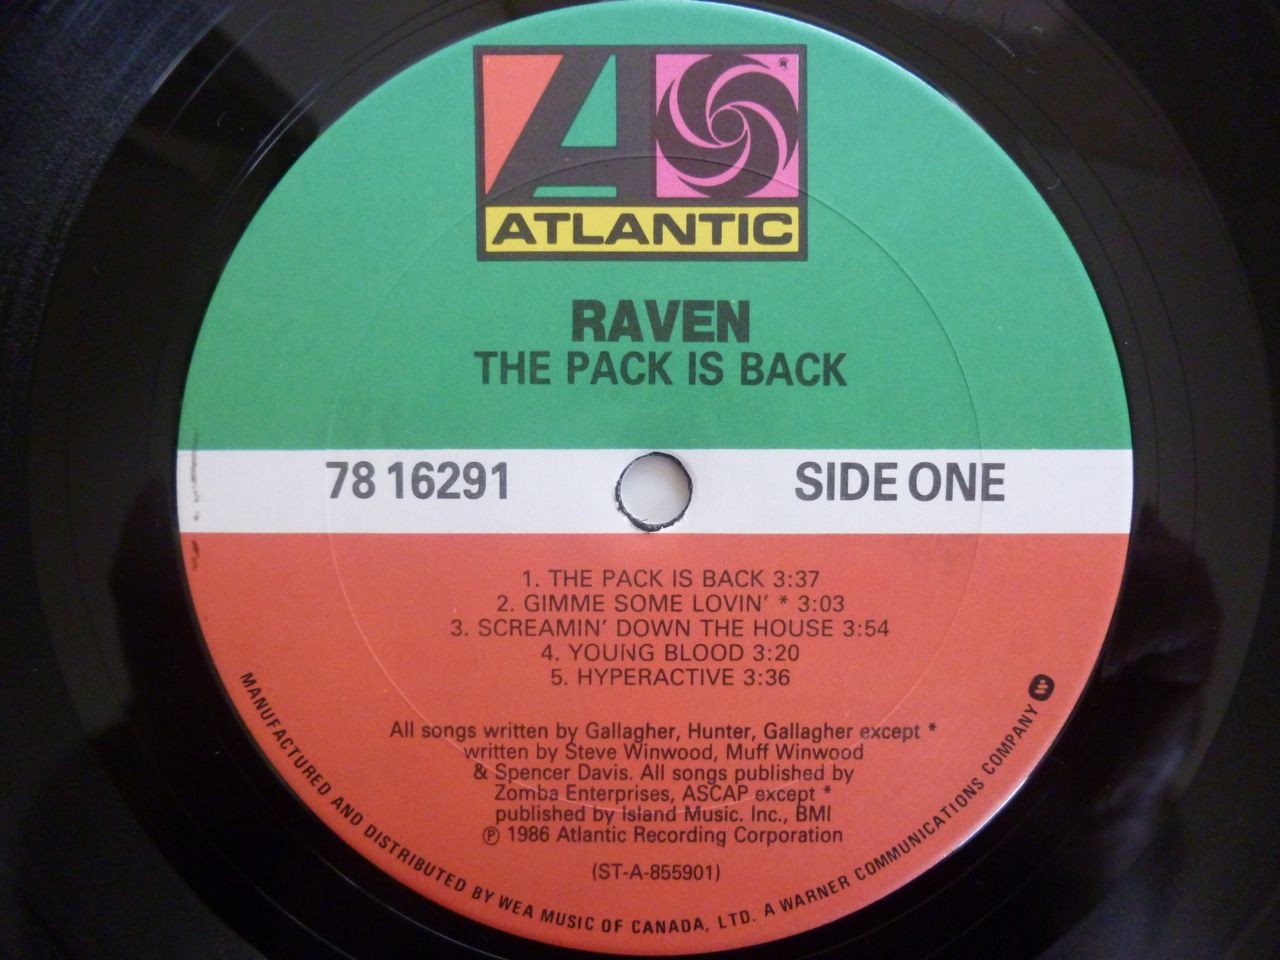 ATLANTIC
RAVEN
THE PACK IS BACK
78 16291
SIDE ONE
1. THE PACK IS BACK 3:37
2. GIMME SOME LOVIN' * 3:03
3. SCREAMIN' DOWN THE HOUSE 3:54
4. YOUNG BLOOD 3:20
5. HYPERACTIVE 3:36
All songs written by Gallagher, Hunter, Gallagher except *
written by Steve Winwood, Muff Winwood
& Spencer Davis. All songs published by
Zomba Enterprises, ASCAP except *
published by Island Music. Inc., BMI
℗ 1986 Atlantic Recording Corporation
(ST-A-855901)
MANUFACTURED AND DISTRIBUTED BY WEA MUSIC OF CANADA, LTD. A WARNER COMMUNICATIONS COMPANY